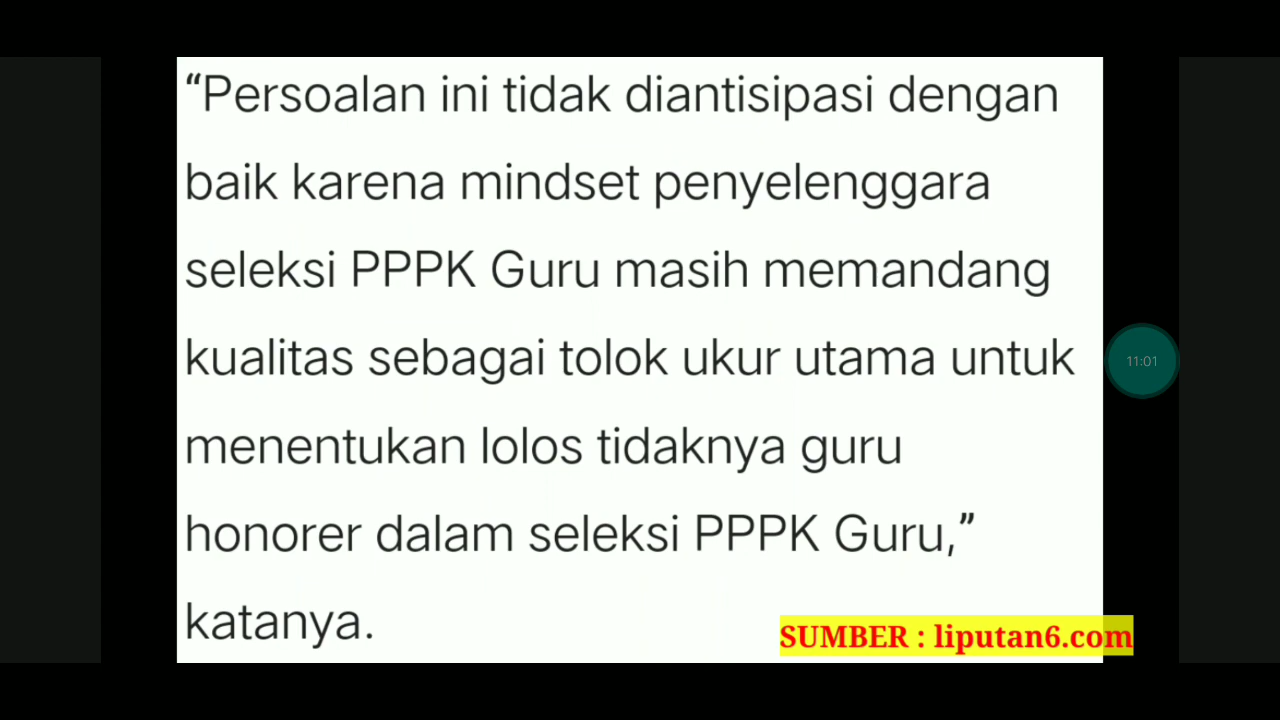 “Persoalan ini tidak diantisipasi dengan
baik karena mindset penyelenggara
seleksi PPPK Guru masih memandang
kualitas sebagai tolok ukur utama untuk
menentukan lolos tidaknya guru
honorer dalam seleksi PPPK Guru,”
katanya.
11:01
SUMBER : liputan6.com